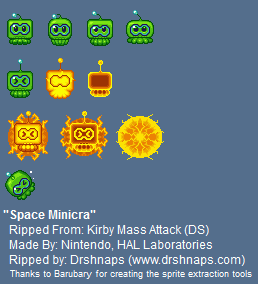 "Space Minicra"
Ripped From: Kirby Mass Attack (DS)
Made By: Nintendo, HAL Laboratories
Ripped by: Drshnaps (www.drshnaps.com)
Thanks to Barubary for creating the sprite extraction tools